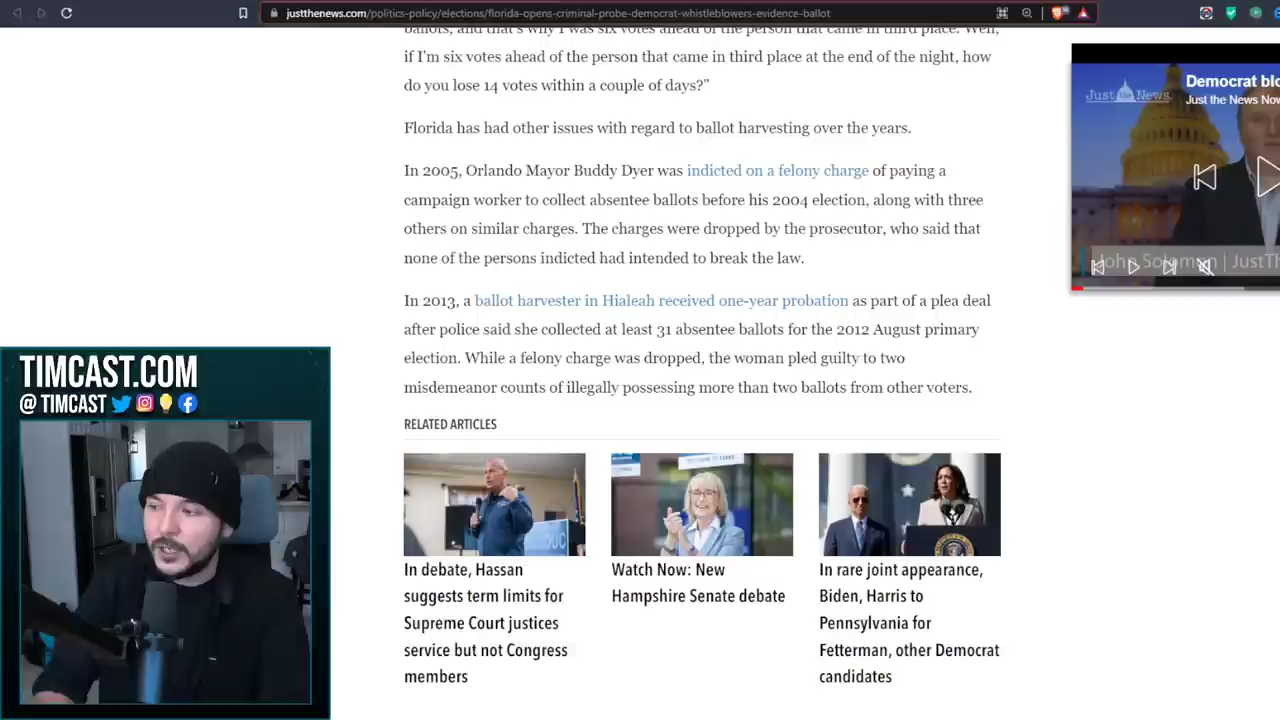 justthenews.com/politics-policy/elections/florida-opens-criminal-probe-democrat-whistleblowers-evidence-ballot
ballots, and that's why I was six votes ahead of the person that came in third place. Well,
if I'm six votes ahead of the person that came in third place at the end of the night, how
do you lose 14 votes within a couple of days?"
Florida has had other issues with regard to ballot harvesting over the years.
In 2005, Orlando Mayor Buddy Dyer was indicted on a felony charge of paying a
campaign worker to collect absentee ballots before his 2004 election, along with three
others on similar charges. The charges were dropped by the prosecutor, who said that
none of the persons indicted had intended to break the law.
In 2013, a ballot harvester in Hialeah received one-year probation as part of a plea deal
after police said she collected at least 31 absentee ballots for the 2012 August primary
election. While a felony charge was dropped, the woman pled guilty to two
misdemeanor counts of illegally possessing more than two ballots from other voters.
RELATED ARTICLES
In debate, Hassan
suggests term limits for
Supreme Court justices
service but not Congress
members
Watch Now: New
Hampshire Senate debate
In rare joint appearance,
Biden, Harris to
Pennsylvania for
Fetterman, other Democrat
candidates
Democrat blo
Just the News Now
Just the News
John Solomon | JustTh
TIMCAST.COM
@ TIMCAST